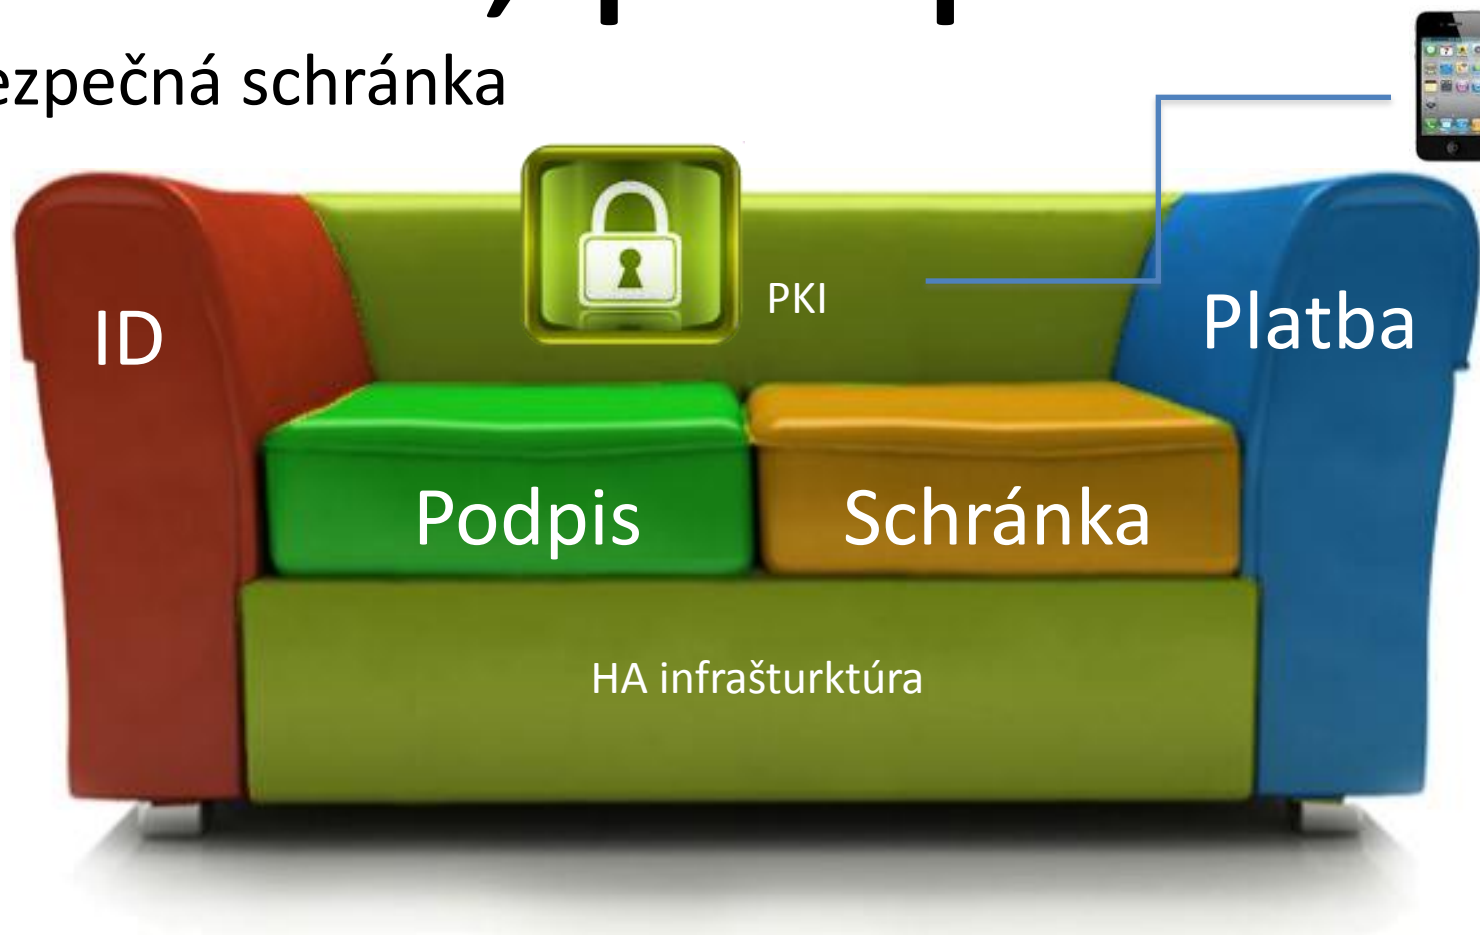 ezpečná schránka
PKI
ID
Platba
Podpis
Schránka
HA infrašturktúra